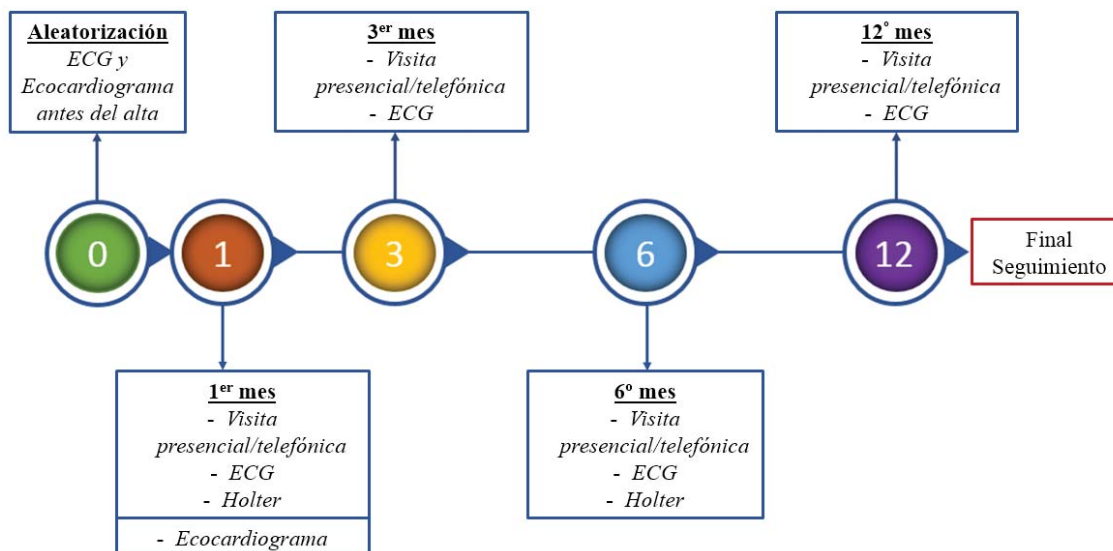 Aleatorización
ECG y
Ecocardiograma
antes del alta
3er mes
- Visita
presencial/telefónica
- ECG
12° mes
- Visita
presencial/telefónica
- ECG
0
1
3
6
12
Final
Seguimiento
1er mes
- Visita
presencial/telefónica
- ECG
- Holter
- Ecocardiograma
6º mes
- Visita
presencial/telefónica
- ECG
- Holter